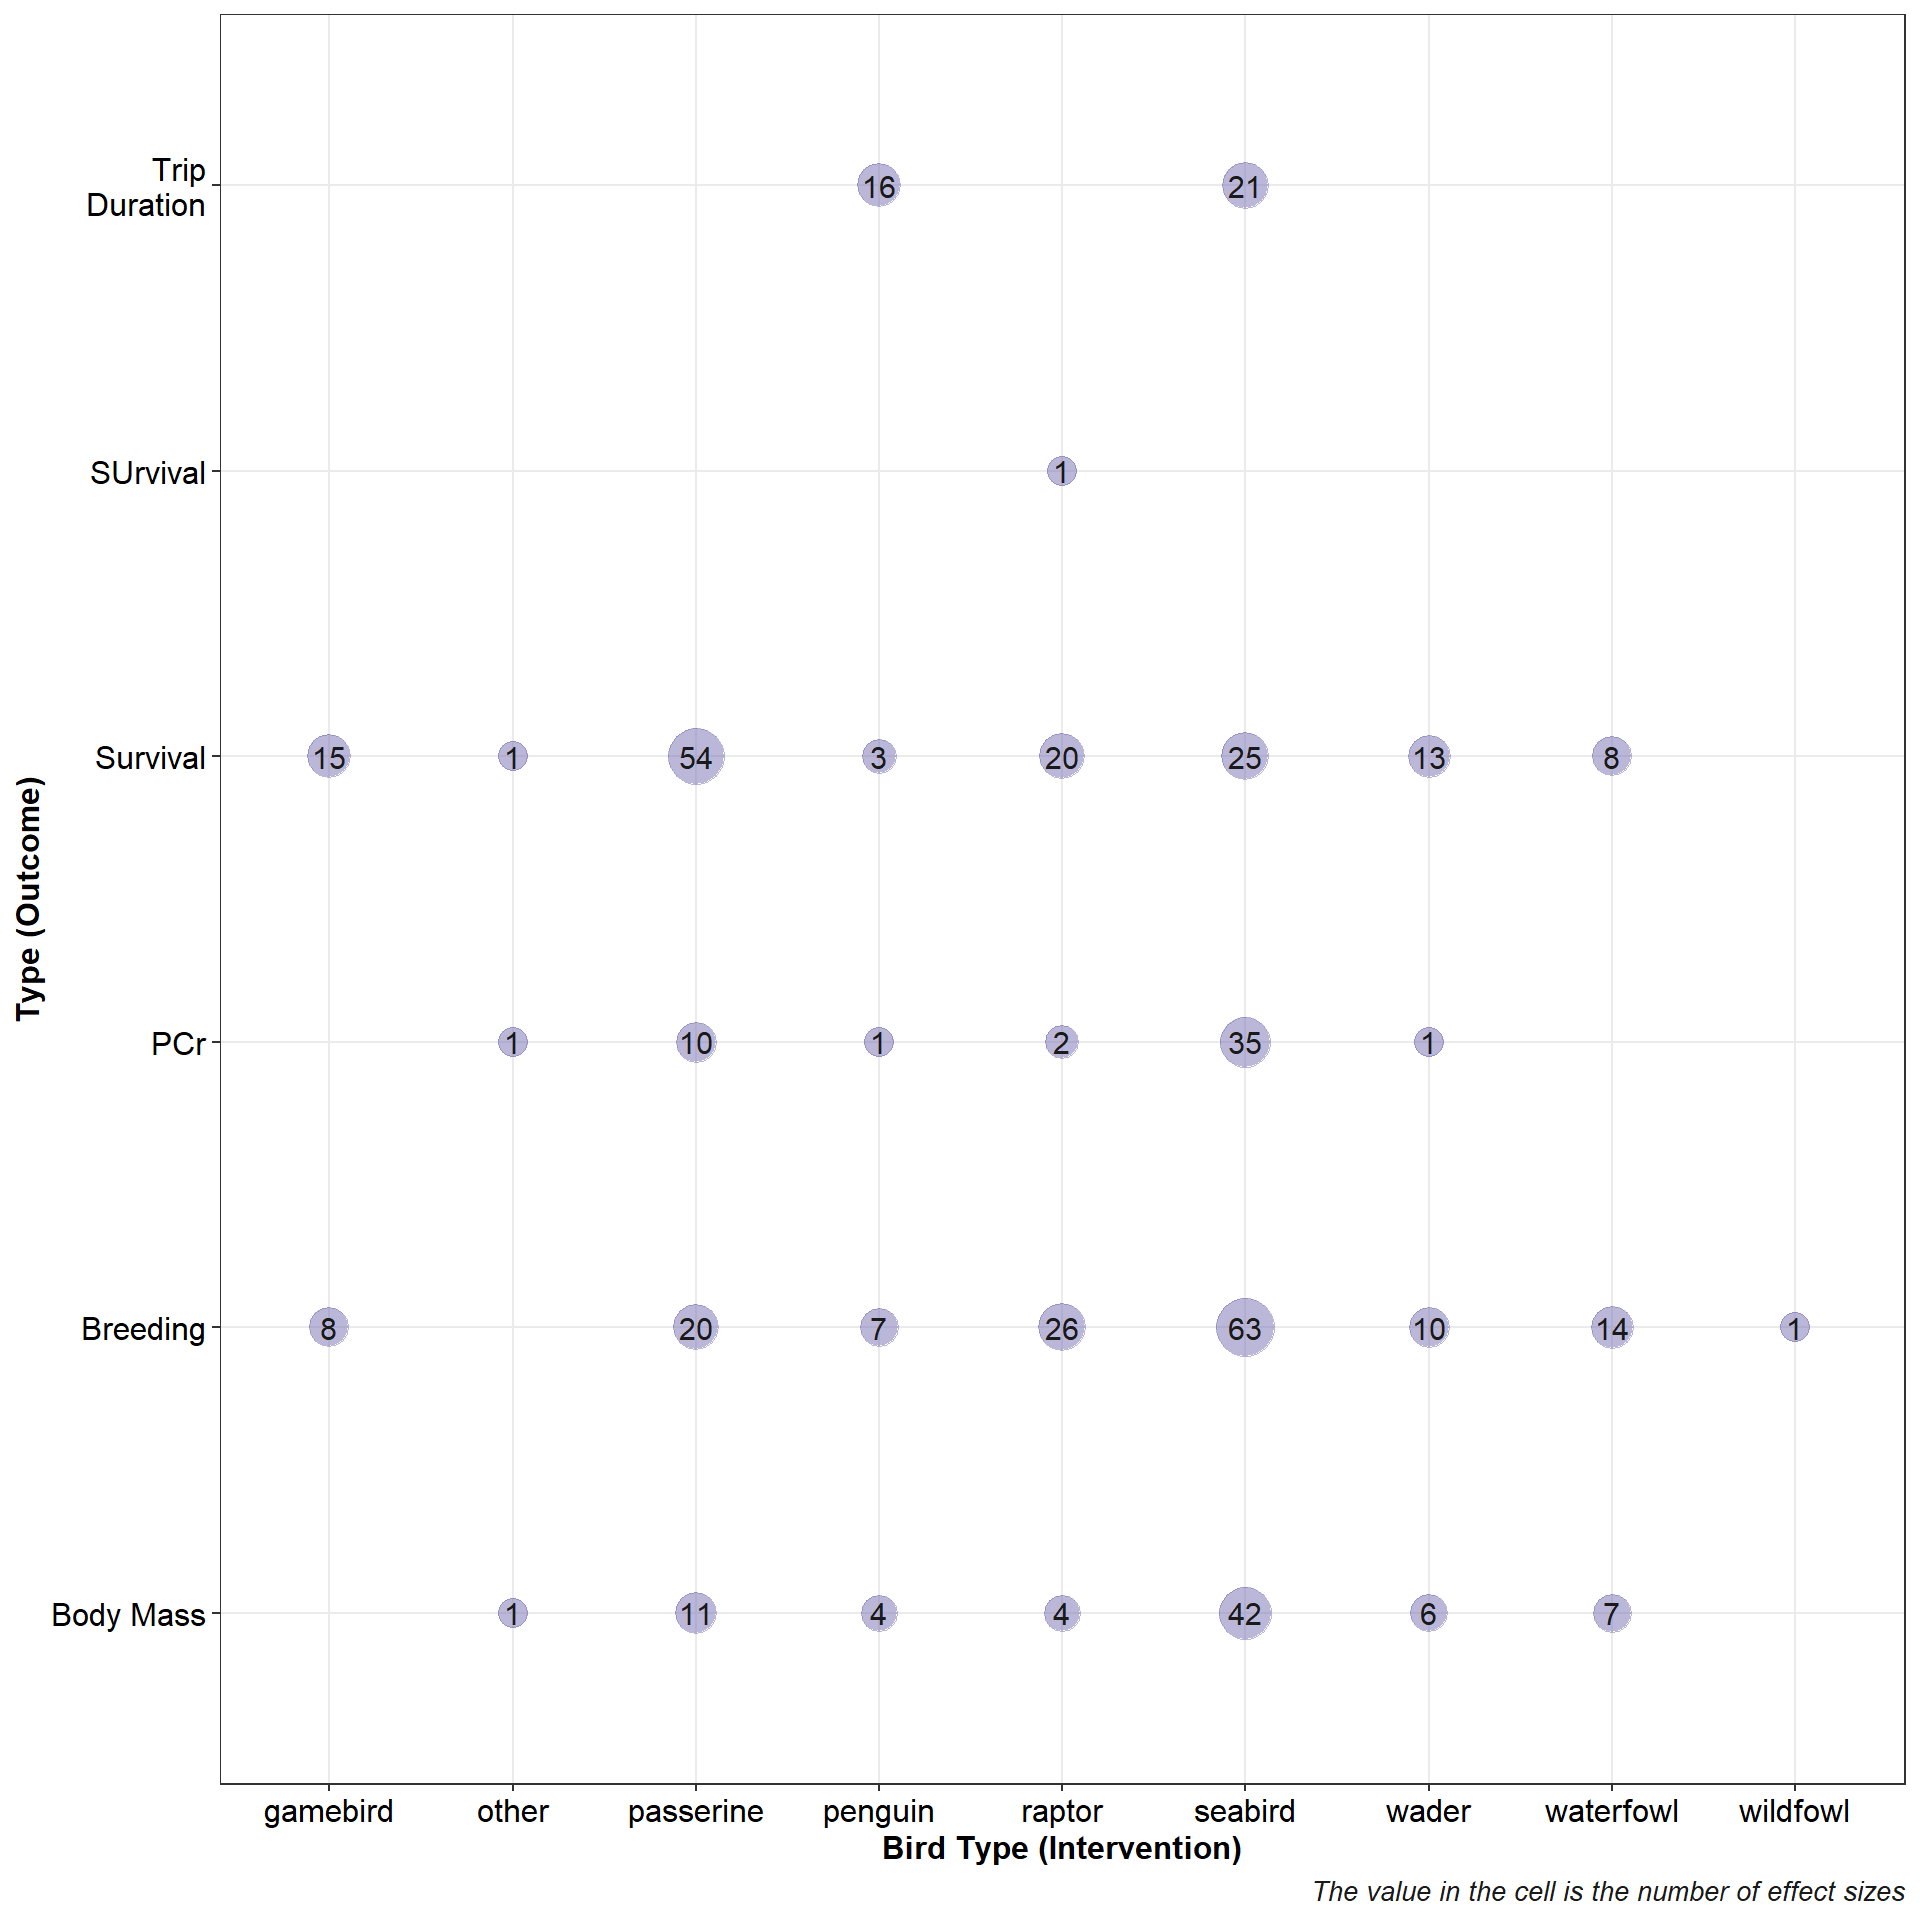 Trip
Duration
16 21
SUrvival
1
Survival
15 1 54 3 20 25 13 8
PCr
1 10 1 2 35 1
Breeding
8 20 7 26 63 10 14 1
Body Mass
1 11 4 4 42 6 7
Type (Outcome)
gamebird other passerine penguin raptor seabird wader waterfowl wildfowl
Bird Type (Intervention)
The value in the cell is the number of effect sizes